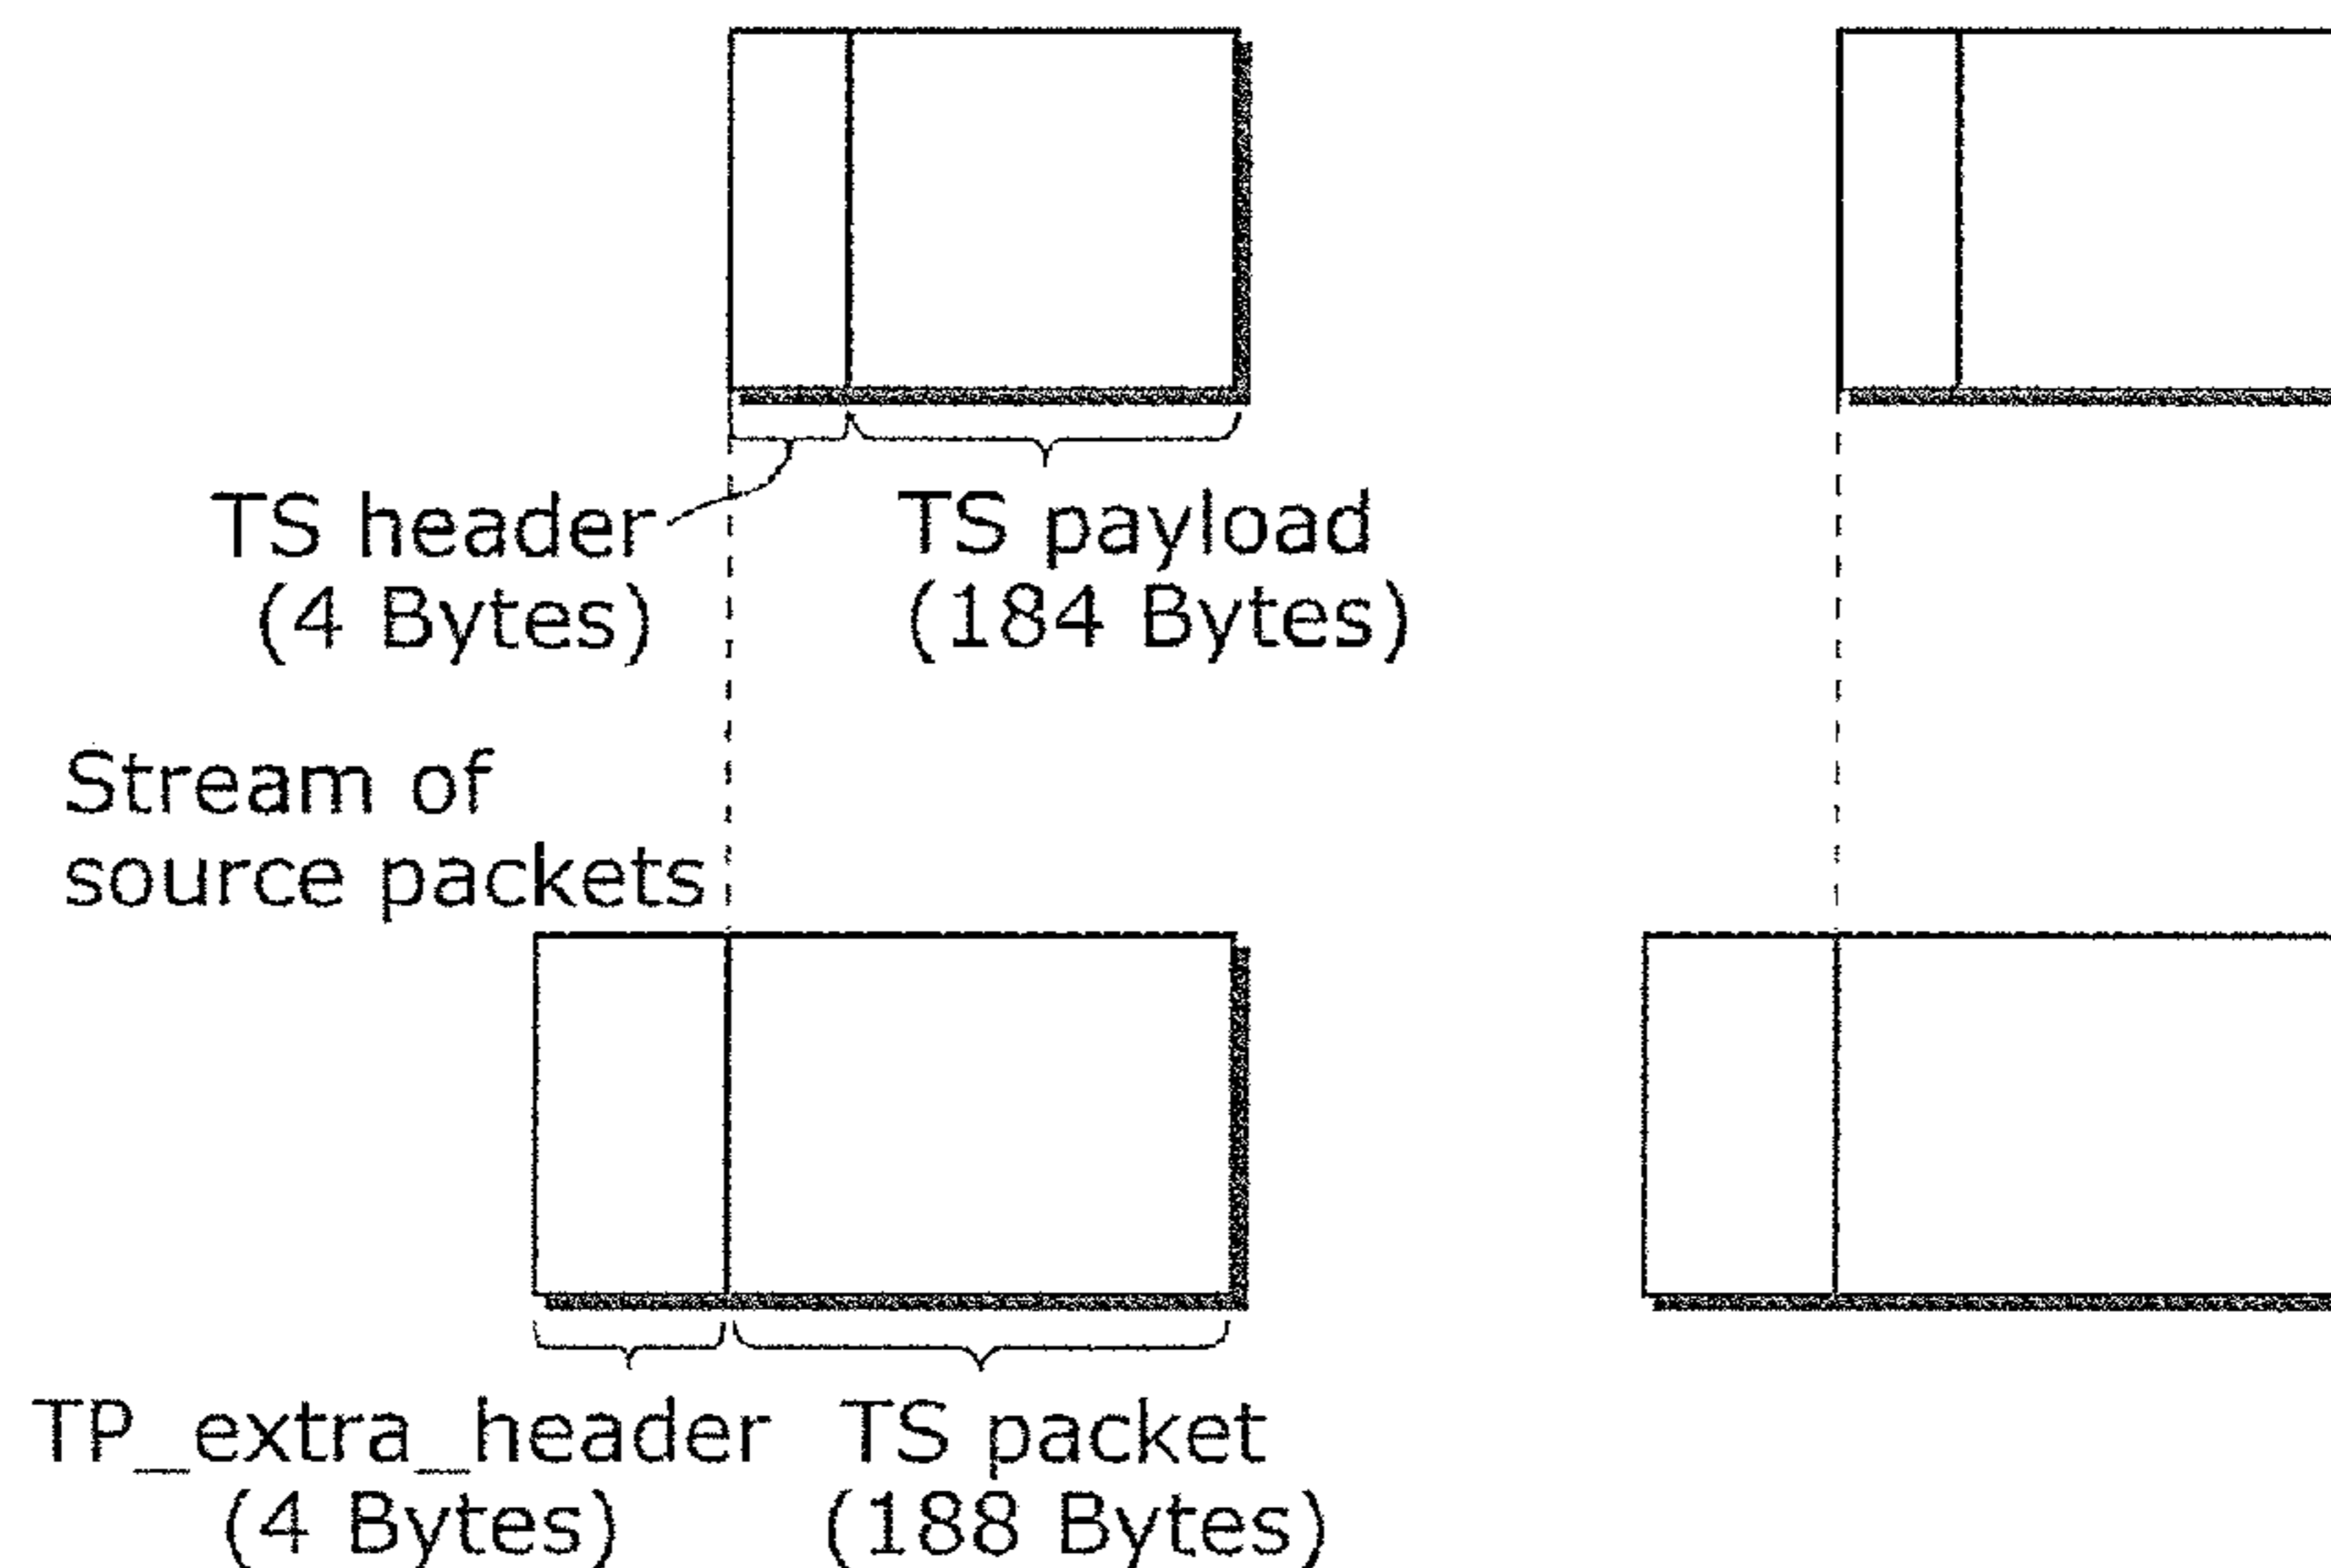 TS header
(4 Bytes)
TS payload
(184 Bytes)
Stream of
source packets
TP_extra_header
(4 Bytes)
TS packet
(188 Bytes)